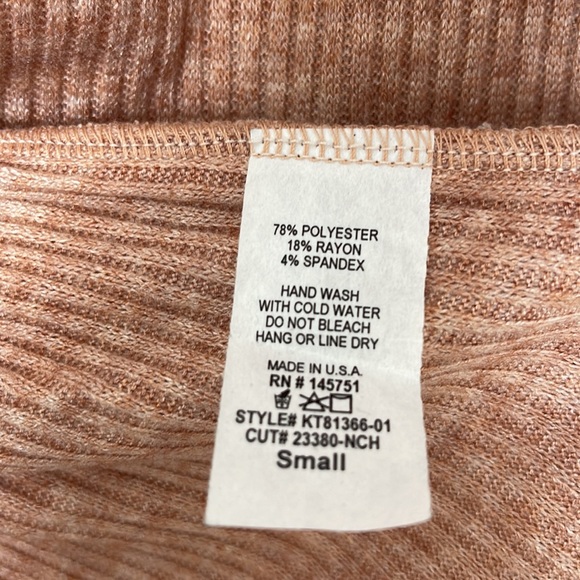 78% POLYESTER
18% RAYON
4% SPANDEX
HAND WASH
WITH COLD WATER
DO NOT BLEACH
HANG OR LINE DRY
MADE IN U.S.A.
RN # 145751
STYLE# KT81366-01
CUT# 23380-NCH
Small